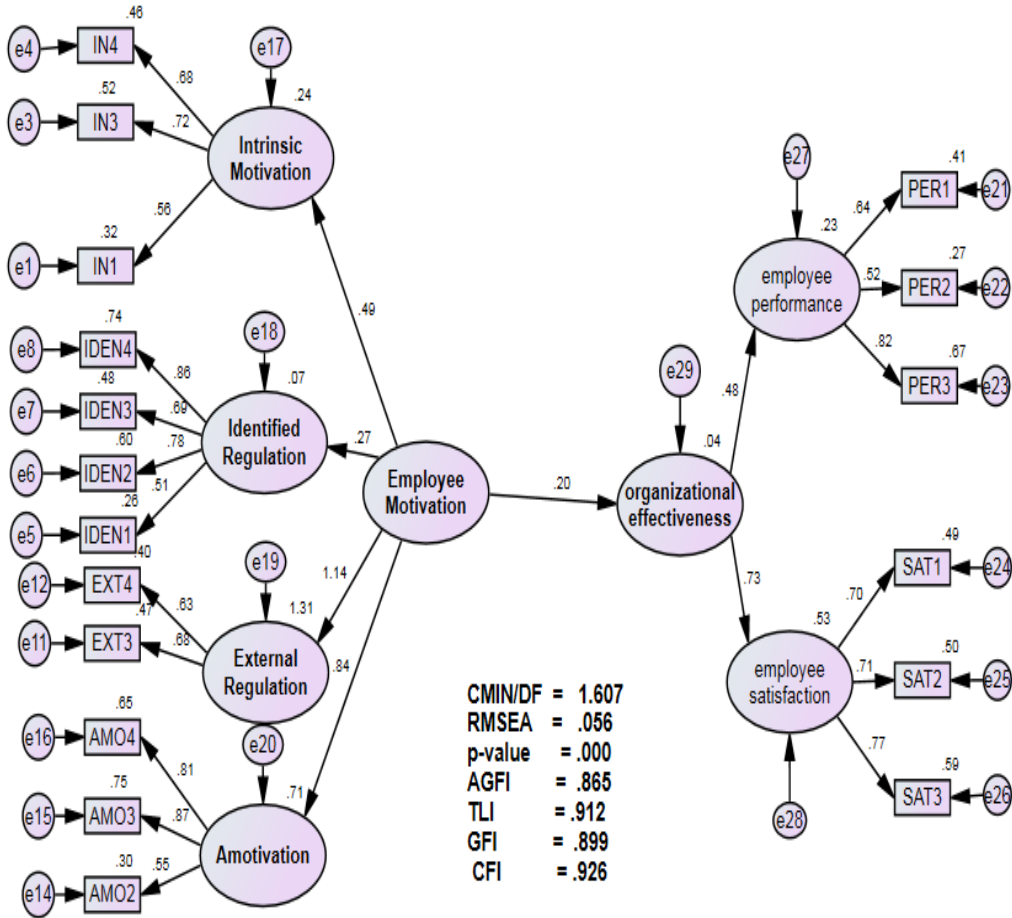 .46
e4
IN4
.68
.52
e3
IN3
.72
e17
.24
Intrinsic
Motivation
.56
.32
e1
IN1
.49
.74
e8
IDEN4
.86
e18
.07
.48
e7
IDEN3
.69
Identified
Regulation
.60
.78
e6
IDEN2
.51
.26
e5
IDEN1
.27
Employee
Motivation
.40
e12
EXT4
.63
e19
1.14
1.31
.47
e11
EXT3
.68
External
Regulation
.84
.65
e16
AMO4
.81
e20
.71
.75
e15
AMO3
.87
Amotivation
.30
.55
e14
AMO2
.20
e29
.04
organizational
effectiveness
.48
.73
e27
.23
employee
performance
.41
.64
PER1
e21
.27
.52
PER2
e22
.82
.67
PER3
e23
.53
employee
satisfaction
e28
.49
.70
SAT1
e24
.50
.71
SAT2
e25
.77
.59
SAT3
e26
CMIN/DF = 1.607
RMSEA = .056
p-value =.000
AGFI = .865
TLI =.912
GFI = .899
CFI = .926